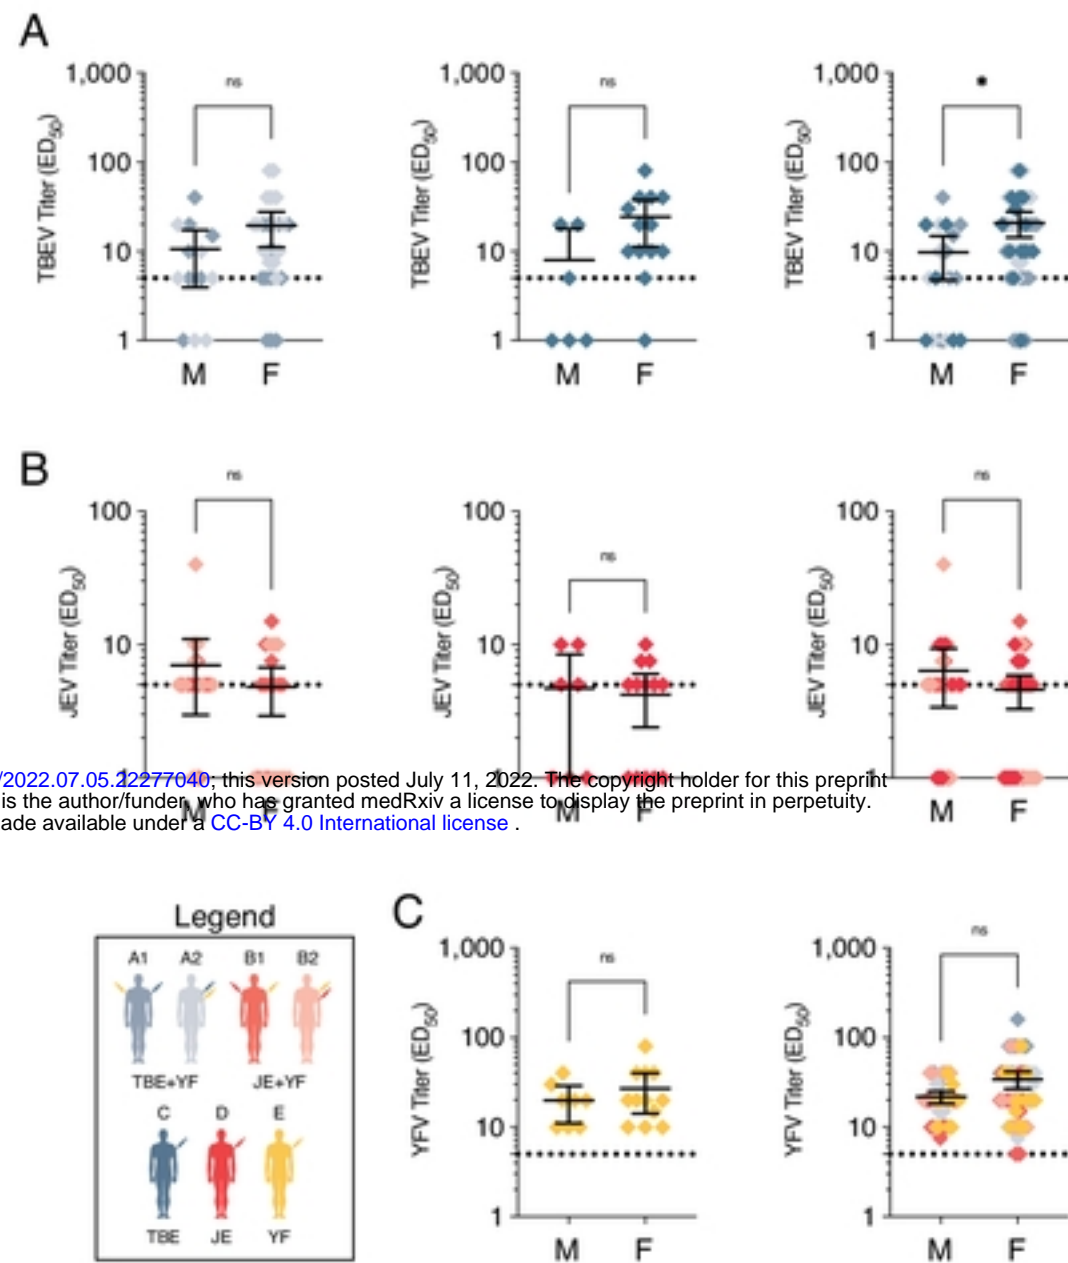 A
ns
ns
*
1,000
100
10
1
TBEV Titer (ED50)
M F
1,000
100
10
1
TBEV Titer (ED50)
M F
1,000
100
10
1
TBEV Titer (ED50)
M F
B
ns
ns
ns
100
10
1
JEV Titer (ED50)
M F
100
10
1
JEV Titer (ED50)
M F
100
10
JEV Titer (ED50)
M F
/2022.07.05.22277040; this version posted July 11, 2022. The copyright holder for this preprint
is the author/funder, who has granted medRxiv a license to display the preprint in perpetuity.
ade available under a CC-BY 4.0 International license .
Legend
A1 A2 B1 B2
TBE+YF JE+YF
C D E
TBE JE YF
C
ns
ns
1,000
100
10
1
YFV Titer (ED50)
M F
1,000
100
10
1
YFV Titer (ED50)
M F